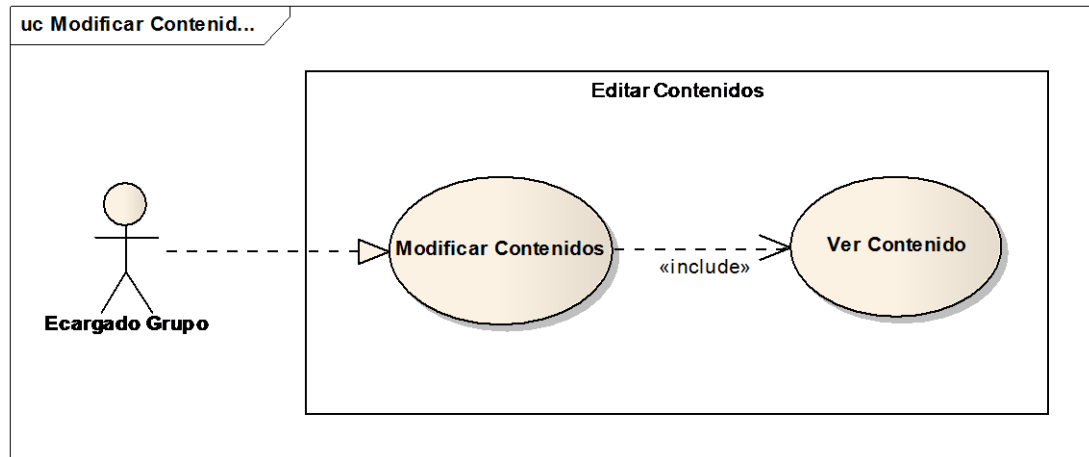 uc Modificar Contenid...
Editar Contenidos
Modificar Contenidos
«include»
Ver Contenido
Ecargado Grupo